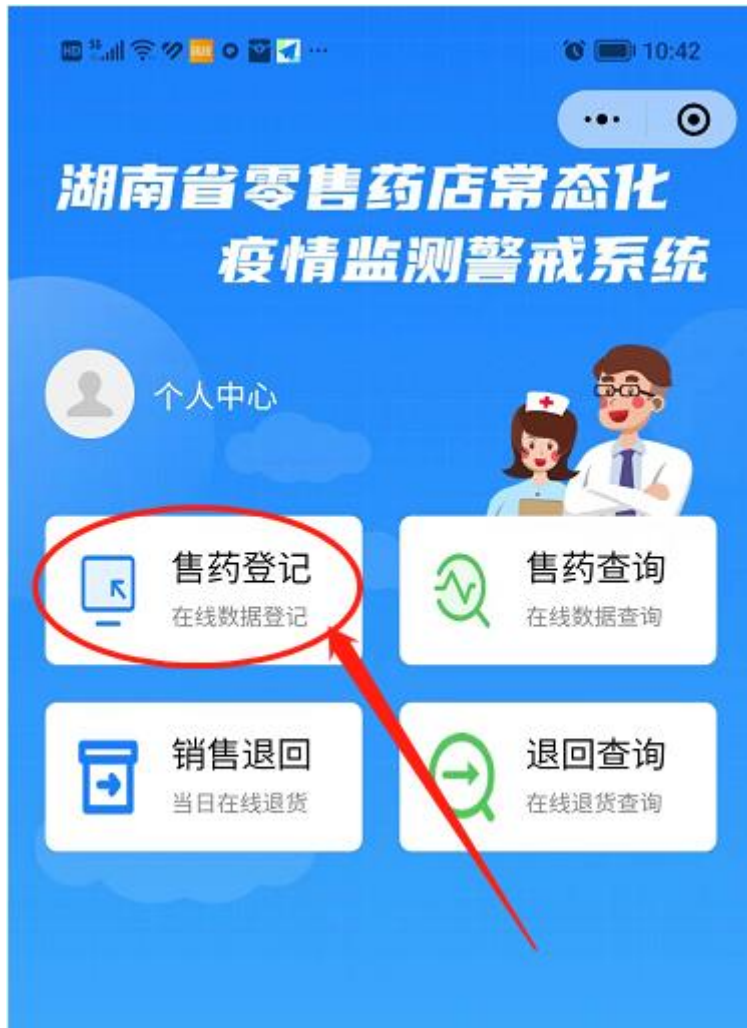 HD 5G 10:42
湖南省零售药店常态化
疫情监测警戒系统
个人中心
售药登记
在线数据登记
售药查询
在线数据查询
销售退回
当日在线退货
退回查询
在线退货查询